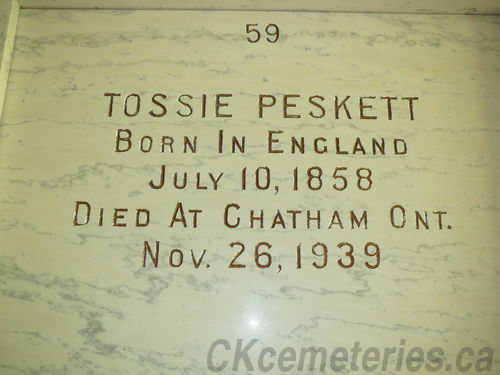 59
TOSSIE PESKETT
BORN IN ENGLAND
JULY 10, 1858
DIED AT CHATHAM ONT.
NOV. 26, 1939
CKcemeteries.ca